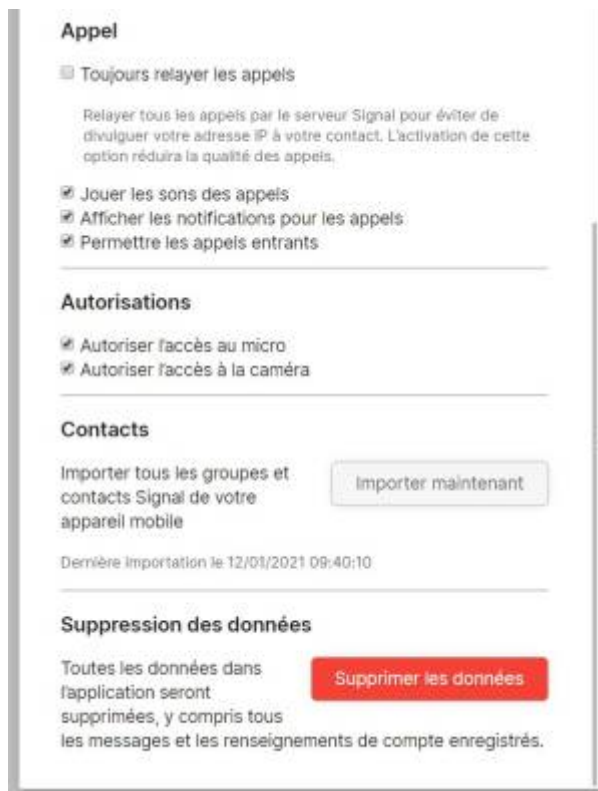 Appel
Toujours relayer les appels
Relayer tous les appels par le serveur Signal pour éviter de
divulguer votre adresse IP à votre contact. L'activation de cette
option réduira la qualité des appels.
Jouer les sons des appels
Afficher les notifications pour les appels
Permettre les appels entrants
Autorisations
Autoriser l'accès au micro
Autoriser l'accès à la caméra
Contacts
Importer tous les groupes et
contacts Signal de votre
appareil mobile
Importer maintenant
Dernière importation le 12/01/2021 09:40:10
Suppression des données
Toutes les données dans
l'application seront
supprimées, y compris tous
les messages et les renseignements de compte enregistrés.
Supprimer les données